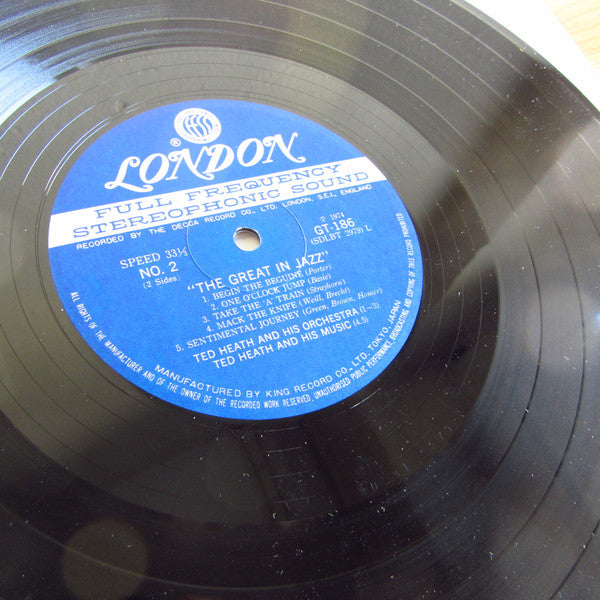 ®
LONDON
FULL FREQUENCY
STEREOPHONIC SOUND
RECORDED BY THE DECCA RECORD CO., LTD. LONDON, S.E.I., ENGLAND
SPEED 33⅓
NO. 2
(2 Sides)
℗ 1974
GT-186
(SDLBT 2979) L
"THE GREAT IN JAZZ"
1. BEGIN THE BEGUINE (Porter)
2. ONE O'CLOCK JUMP (Basie)
3. TAKE THE 'A' TRAIN (Strayhorn)
4. MACK THE KNIFE (Weill, Brecht)
5. SENTIMENTAL JOURNEY (Green, Brown, Homer)
TED HEATH AND HIS ORCHESTRA (1~3)
TED HEATH AND HIS MUSIC (4.5)
MANUFACTURED BY KING RECORD CO., LTD. TOKYO, JAPAN
ALL RIGHTS OF THE MANUFACTURER AND OF THE OWNER OF THE RECORDED WORK RESERVED. UNAUTHORISED PUBLIC PERFORMANCE, BROADCASTING AND COPYING OF THIS RECORD PROHIBITED